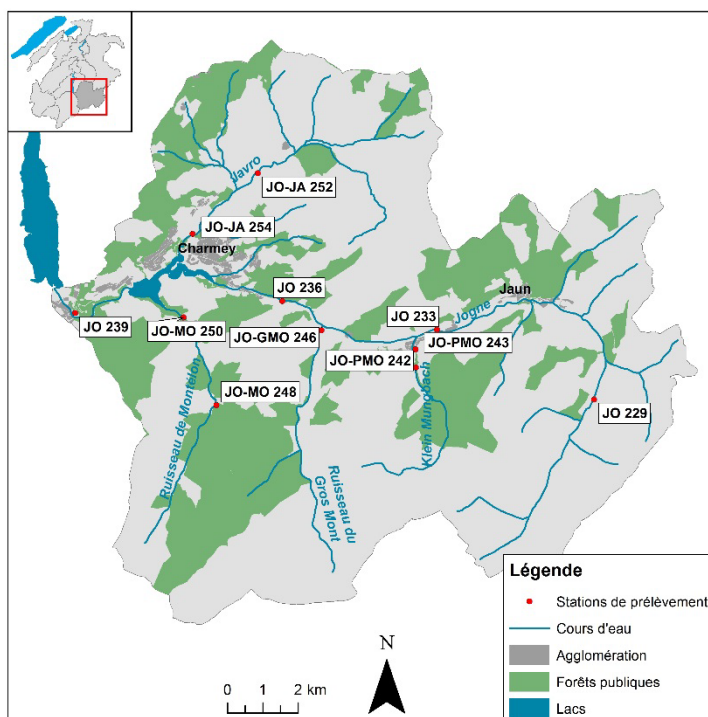 Javro
JO-JA 252
JO-JA 254
Charmey
JO 236
JO 233
Jogne
Jaun
JO 239
JO-MO 250
JO-GMO 246
JO-PMO 243
JO-PMO 242
JO-MO 248
JO 229
Ruisseau de Montélon
Ruisseau du
Gros Mont
Klein Mungbach
Légende
Stations de prélèvement
Cours d'eau
Agglomération
Forêts publiques
Lacs
N
0 1 2 km